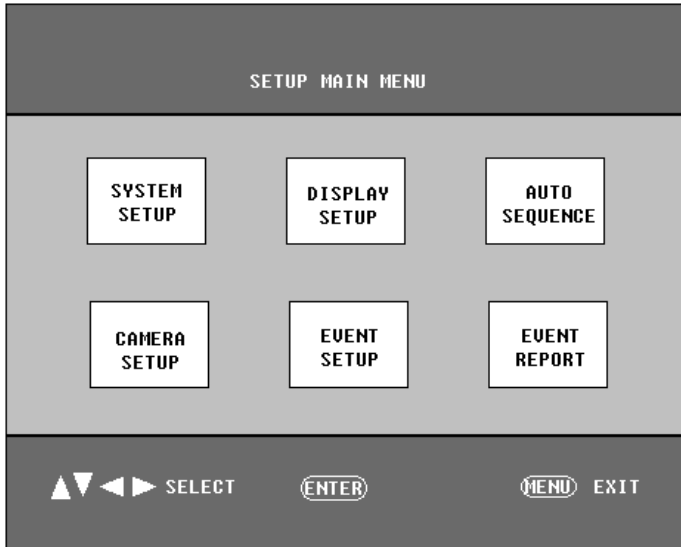 SETUP MAIN MENU
SYSTEM
SETUP
DISPLAY
SETUP
AUTO
SEQUENCE
CAMERA
SETUP
EVENT
SETUP
EVENT
REPORT
▲▼◀▶ SELECT ENTER MENU EXIT